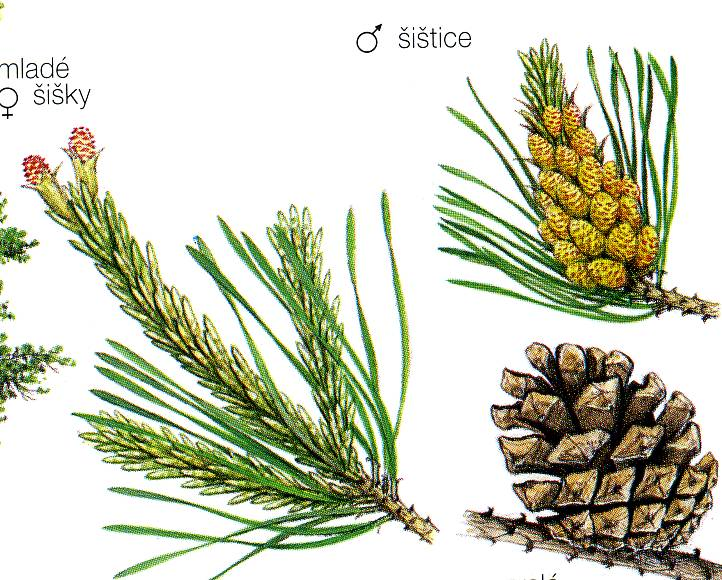 ♂ šištice
mladé
♀ šišky